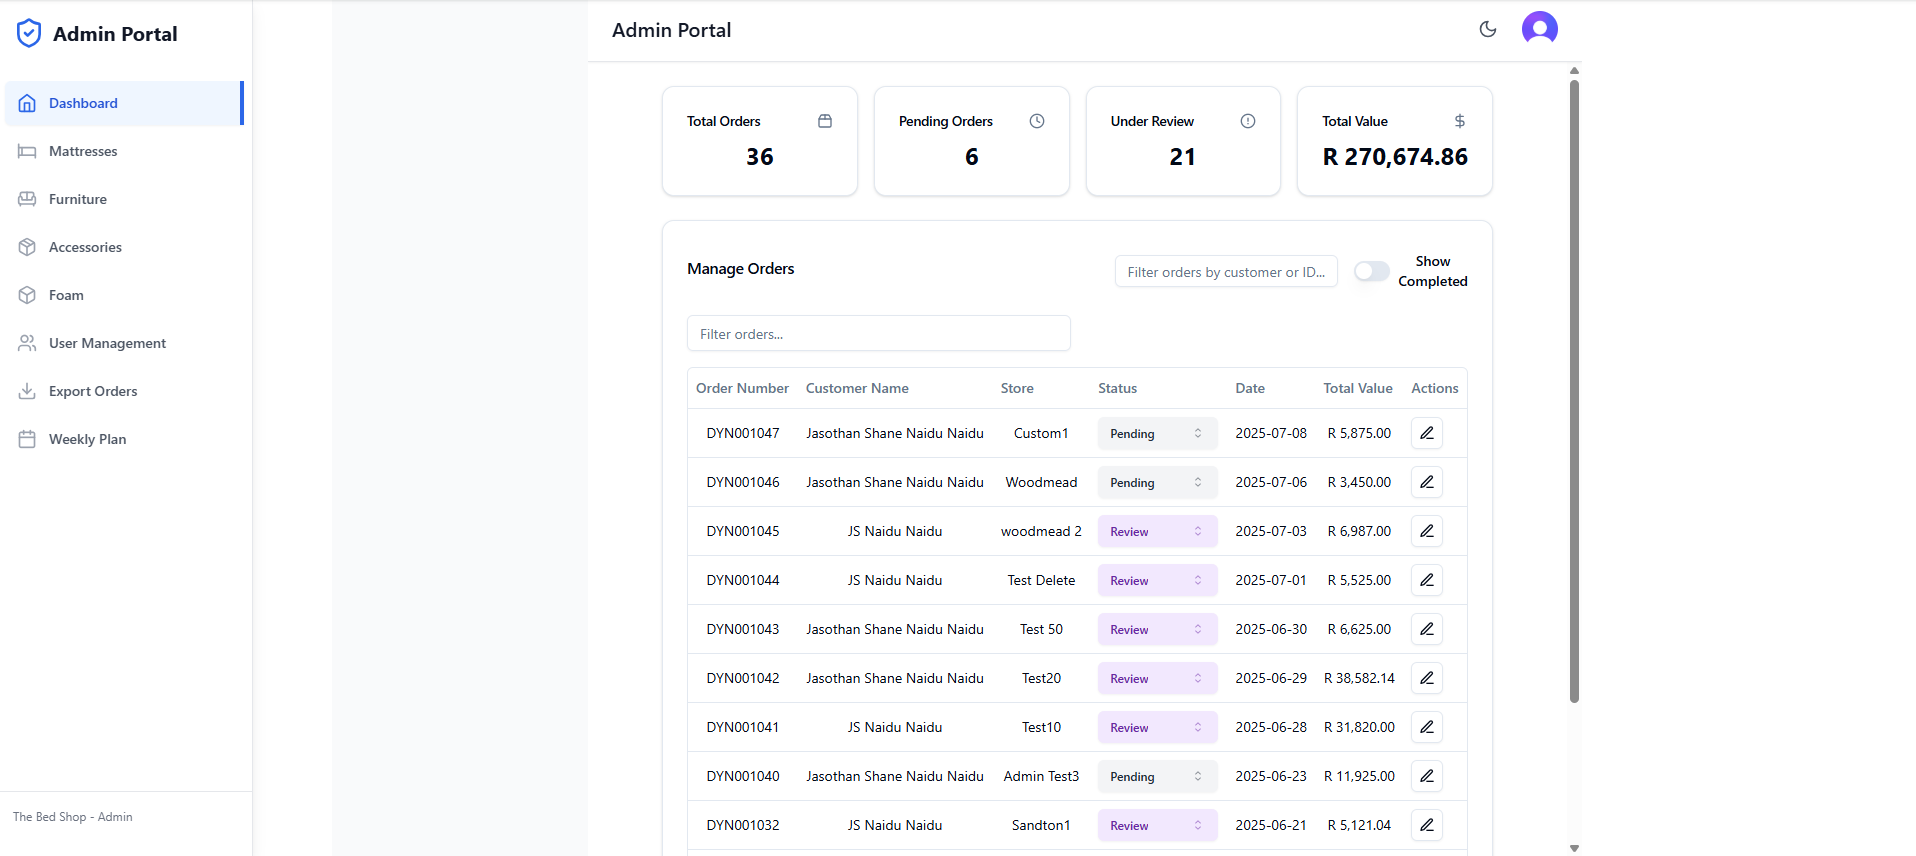 Admin Portal
Dashboard
Mattresses
Furniture
Accessories
Foam
User Management
Export Orders
Weekly Plan
The Bed Shop - Admin
Admin Portal
Total Orders
36
Pending Orders
6
Under Review
21
Total Value $
R 270,674.86
Manage Orders
Filter orders by customer or ID...
Show
Completed
Filter orders...
Order Number Customer Name Store Status Date Total Value Actions
DYN001047 Jasothan Shane Naidu Naidu Custom1 Pending 2025-07-08 R 5,875.00
DYN001046 Jasothan Shane Naidu Naidu Woodmead Pending 2025-07-06 R 3,450.00
DYN001045 JS Naidu Naidu woodmead 2 Review 2025-07-03 R 6,987.00
DYN001044 JS Naidu Naidu Test Delete Review 2025-07-01 R 5,525.00
DYN001043 Jasothan Shane Naidu Naidu Test 50 Review 2025-06-30 R 6,625.00
DYN001042 Jasothan Shane Naidu Naidu Test20 Review 2025-06-29 R 38,582.14
DYN001041 JS Naidu Naidu Test10 Review 2025-06-28 R 31,820.00
DYN001040 Jasothan Shane Naidu Naidu Admin Test3 Pending 2025-06-23 R 11,925.00
DYN001032 JS Naidu Naidu Sandton1 Review 2025-06-21 R 5,121.04